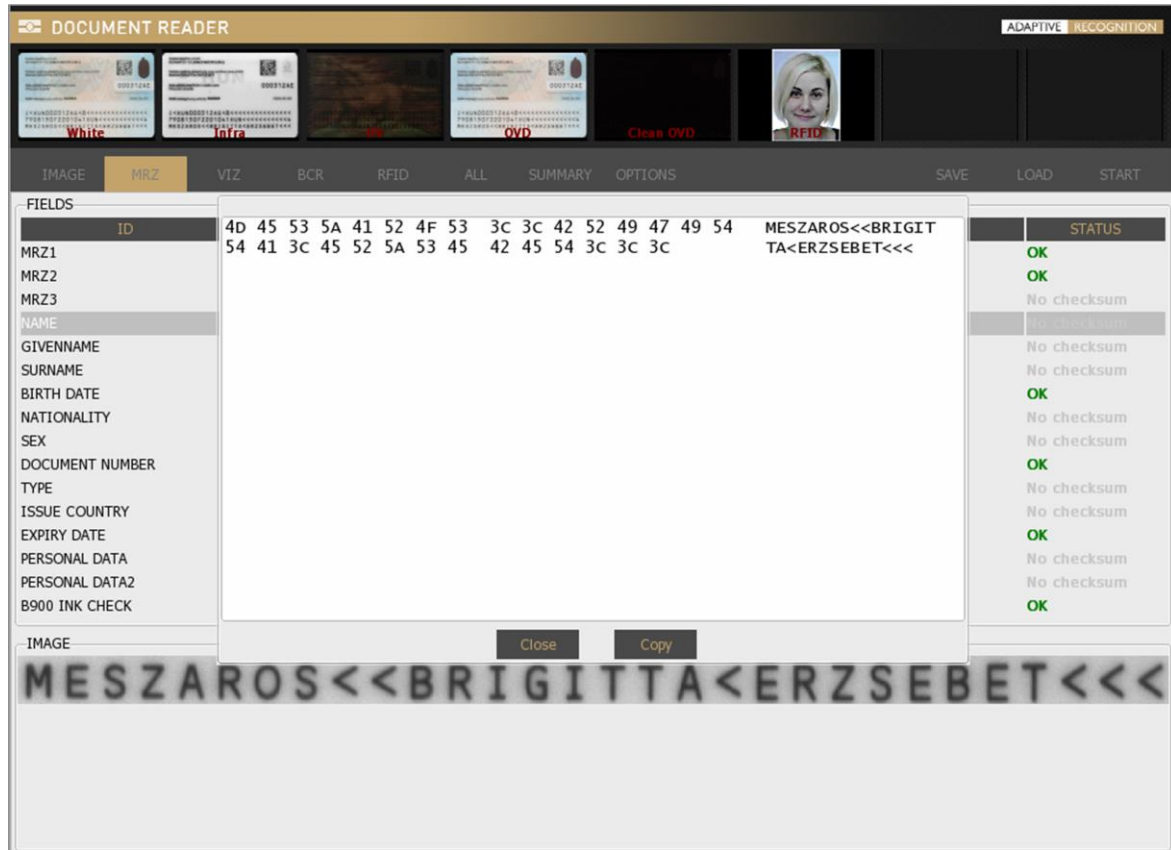 DOCUMENT READER
ADAPTIVE RECOGNITION
White
Infra
OVD
Clean OVD
RFID
IMAGE MRZ VIZ BCR RFID ALL SUMMARY OPTIONS SAVE LOAD START
FIELDS
ID STATUS
4D 45 53 5A 41 52 4F 53 3C 3C 42 52 49 47 49 54 MESZAROS<<BRIGIT
54 41 3C 45 52 5A 53 45 42 45 54 3C 3C 3C TA<ERZSEBET<<<
MRZ1 OK
MRZ2 OK
MRZ3 No checksum
NAME No checksum
GIVENNAME No checksum
SURNAME No checksum
BIRTH DATE OK
NATIONALITY No checksum
SEX No checksum
DOCUMENT NUMBER OK
TYPE No checksum
ISSUE COUNTRY No checksum
EXPIRY DATE OK
PERSONAL DATA No checksum
PERSONAL DATA2 No checksum
B900 INK CHECK OK
Close Copy
IMAGE
MESZAROS<<BRIGITTA<ERZSEBET<<<